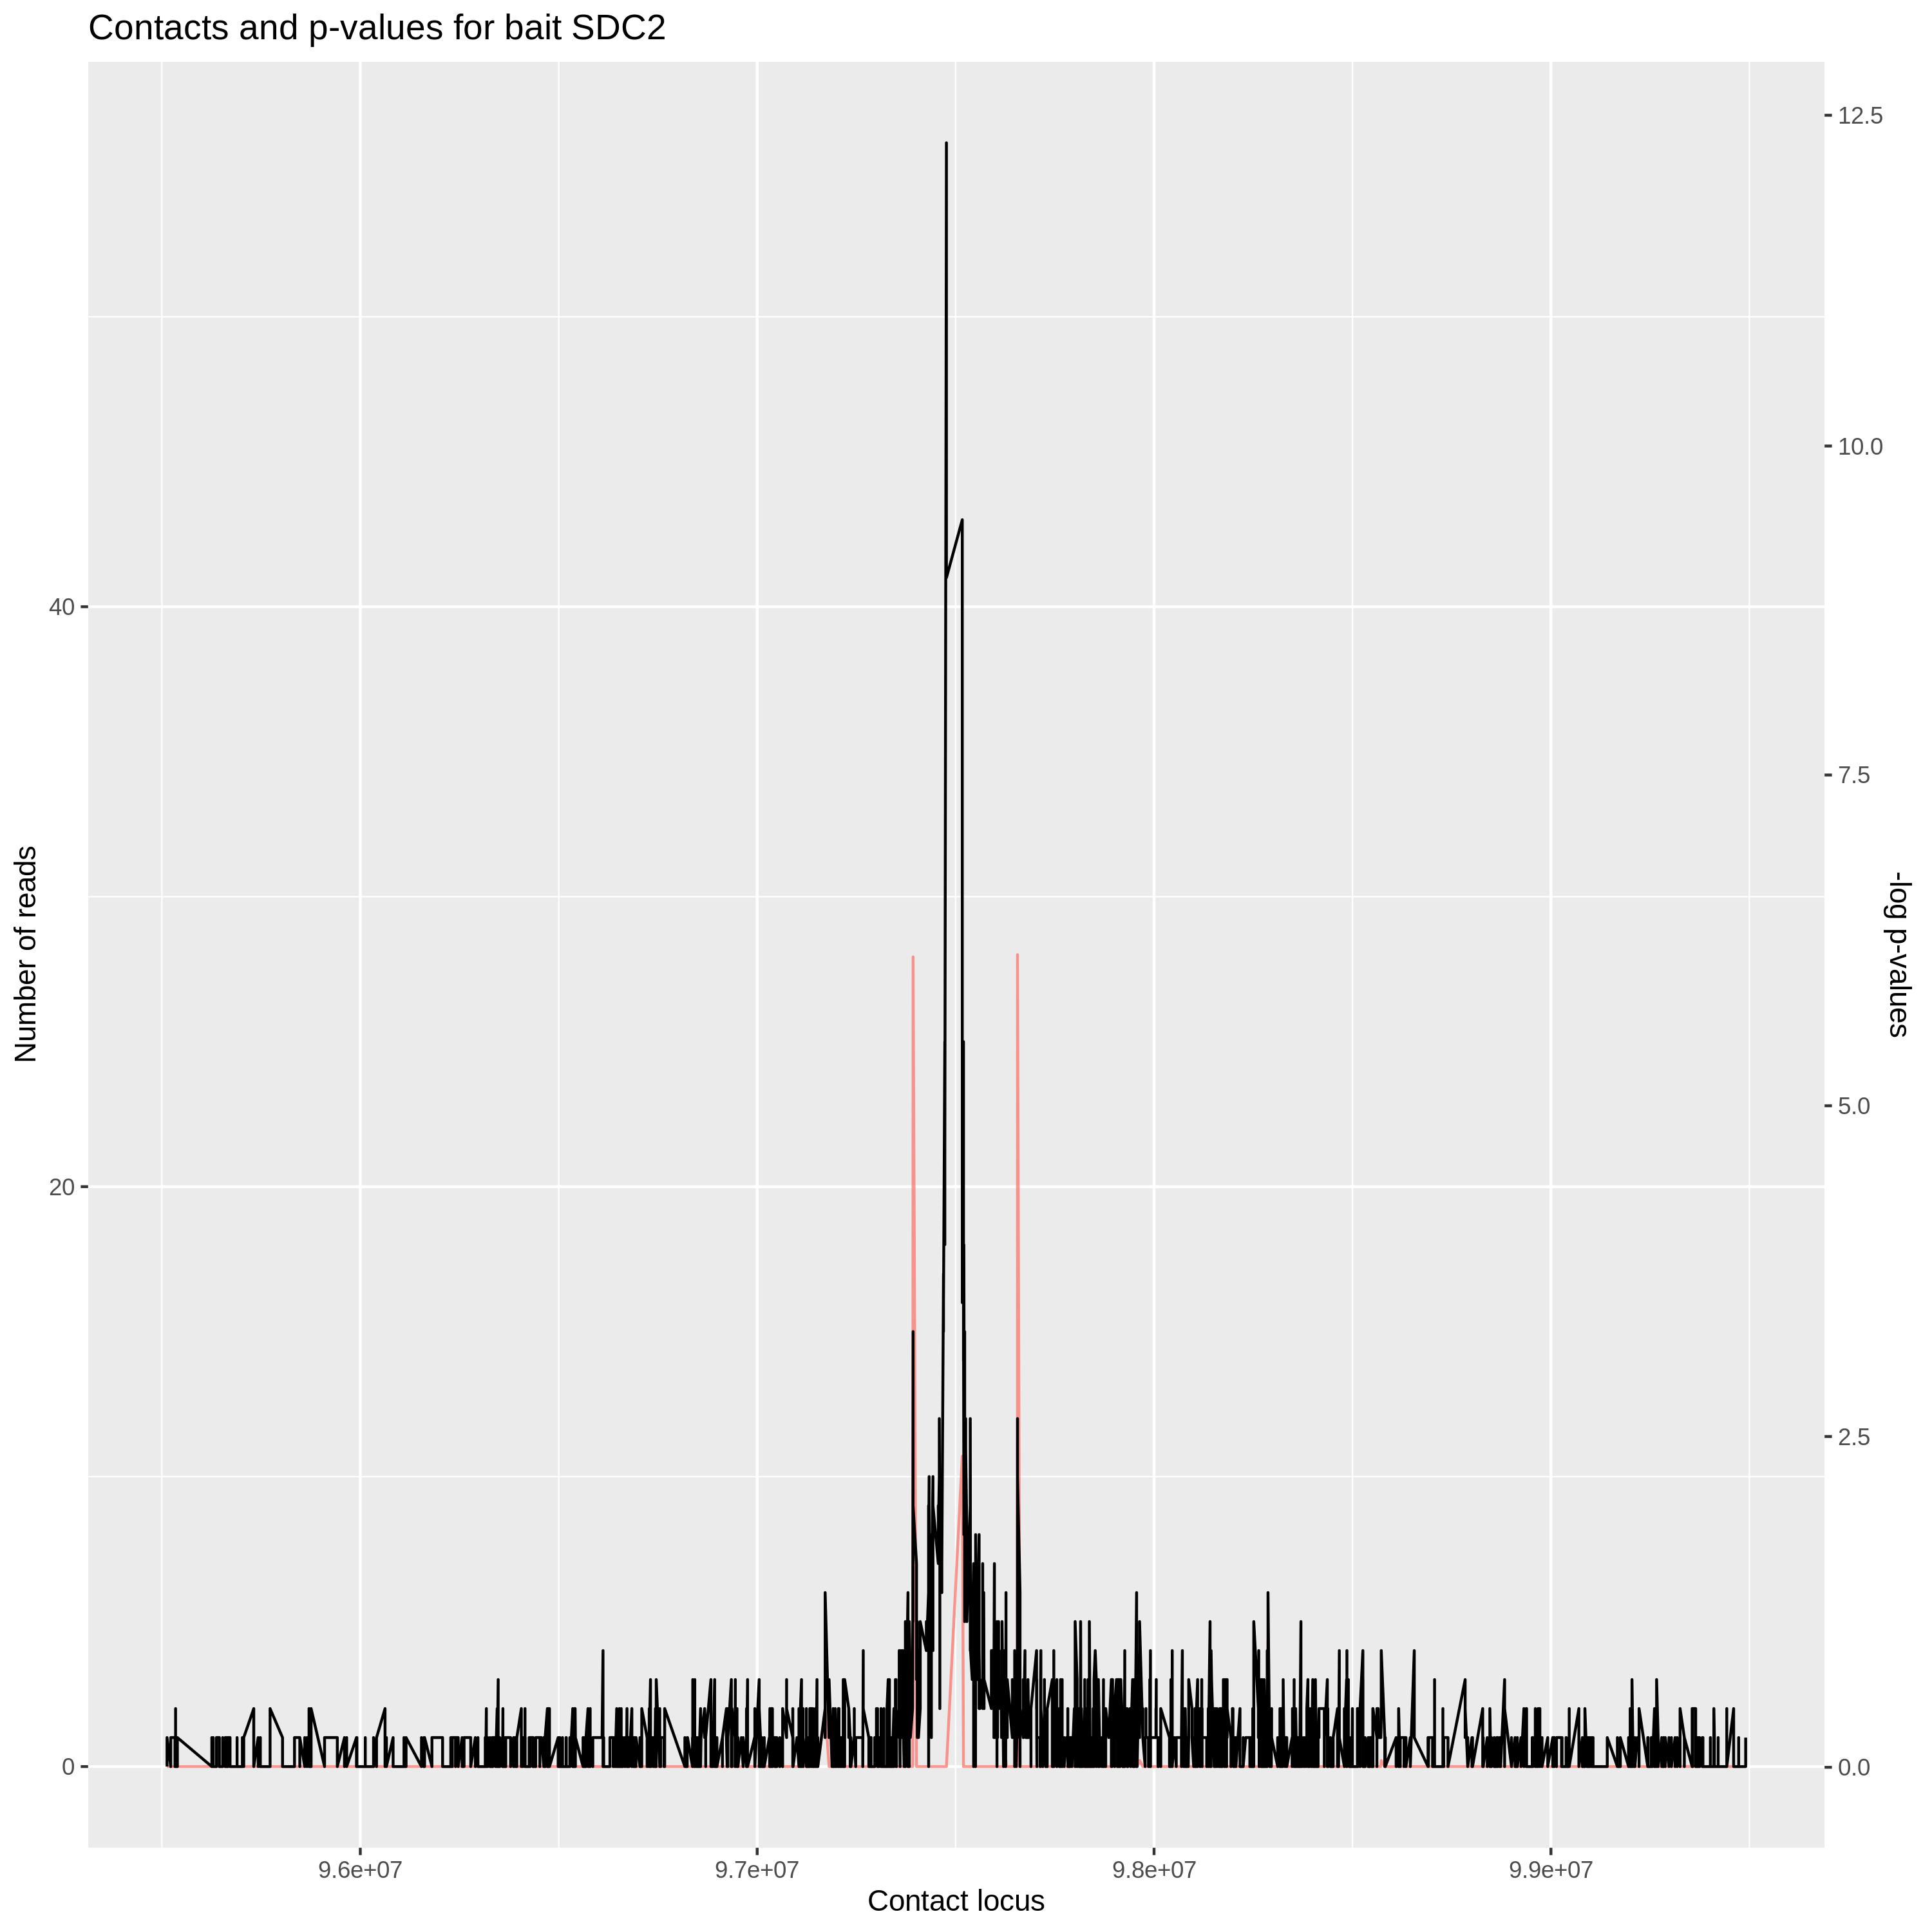 Contacts and p-values for bait SDC2
12.5
10.0
40
7.5
Number of reads
-log p-values
5.0
20
2.5
0
0.0
9.6e+07
9.7e+07
9.8e+07
9.9e+07
Contact locus